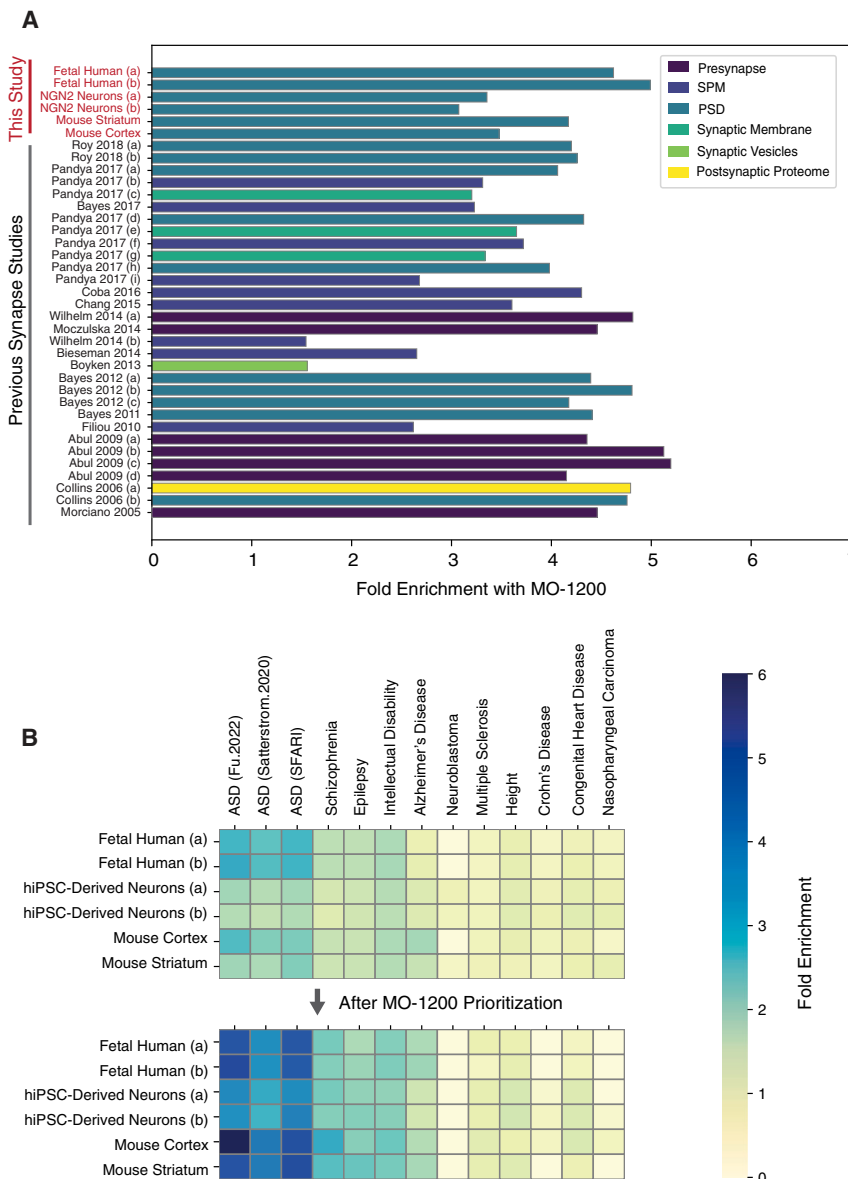 A
This Study
Previous Synapse Studies
Fetal Human (a)
Fetal Human (b)
NGN2 Neurons (a)
NGN2 Neurons (b)
Mouse Striatum
Mouse Cortex
Roy 2018 (a)
Roy 2018 (b)
Pandya 2017 (a)
Pandya 2017 (b)
Pandya 2017 (c)
Bayes 2017
Pandya 2017 (d)
Pandya 2017 (e)
Pandya 2017 (f)
Pandya 2017 (g)
Pandya 2017 (h)
Pandya 2017 (i)
Coba 2016
Chang 2015
Wilhelm 2014 (a)
Moczulska 2014
Wilhelm 2014 (b)
Bieseman 2014
Boyken 2013
Bayes 2012 (a)
Bayes 2012 (b)
Bayes 2012 (c)
Bayes 2011
Filiou 2010
Abul 2009 (a)
Abul 2009 (b)
Abul 2009 (c)
Abul 2009 (d)
Collins 2006 (a)
Collins 2006 (b)
Morciano 2005
Presynapse
SPM
PSD
Synaptic Membrane
Synaptic Vesicles
Postsynaptic Proteome
0 1 2 3 4 5 6
Fold Enrichment with MO-1200
B
ASD (Fu.2022)
ASD (Satterstrom.2020)
ASD (SFARI)
Schizophrenia
Epilepsy
Intellectual Disability
Alzheimer's Disease
Neuroblastoma
Multiple Sclerosis
Height
Crohn's Disease
Congenital Heart Disease
Nasopharyngeal Carcinoma
Fetal Human (a)
Fetal Human (b)
hiPSC-Derived Neurons (a)
hiPSC-Derived Neurons (b)
Mouse Cortex
Mouse Striatum
After MO-1200 Prioritization
Fetal Human (a)
Fetal Human (b)
hiPSC-Derived Neurons (a)
hiPSC-Derived Neurons (b)
Mouse Cortex
Mouse Striatum
6
5
4
3
2
1
0
Fold Enrichment